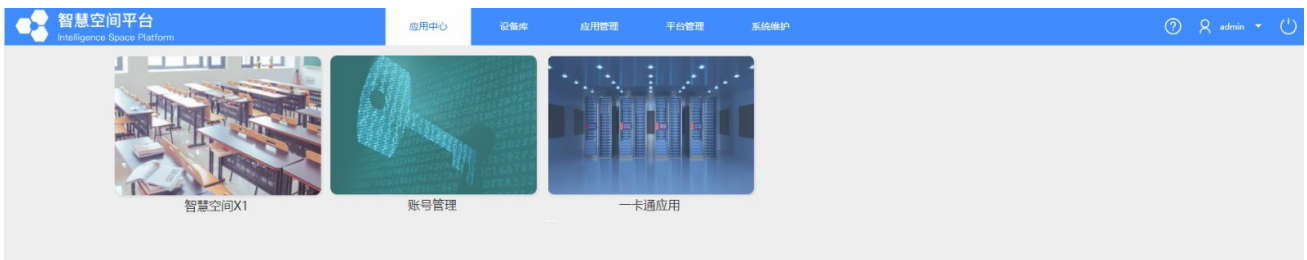 智慧空间平台
Intelligence Space Platform
应用中心
设备库
应用管理
平台管理
系统维护
admin
智慧空间X1
账号管理
一卡通应用